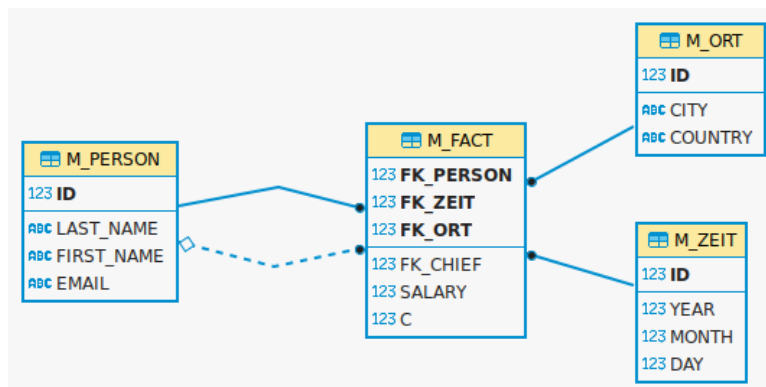 M_PERSON
123 ID
ABC LAST_NAME
ABC FIRST_NAME
ABC EMAIL
M_FACT
123 FK_PERSON
123 FK_ZEIT
123 FK_ORT
123 FK_CHIEF
123 SALARY
123 C
M_ORT
123 ID
ABC CITY
ABC COUNTRY
M_ZEIT
123 ID
123 YEAR
123 MONTH
123 DAY